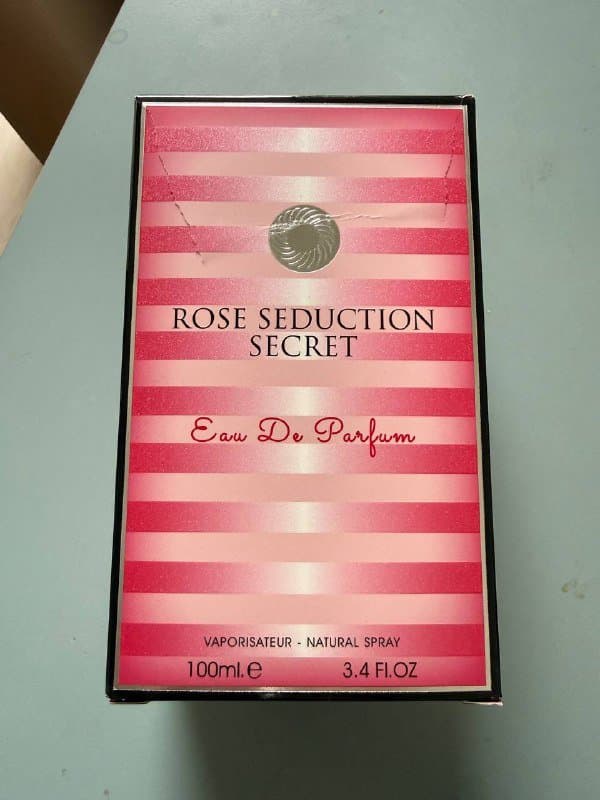 ROSE SEDUCTION
SECRET
Eau De Parfum
VAPORISATEUR - NATURAL SPRAY
100ml.e 3.4 Fl.OZ